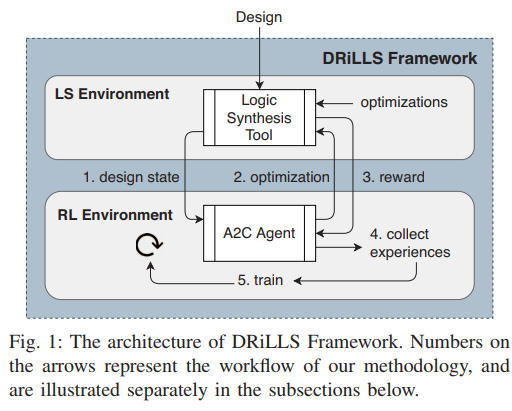 Design
DRiLLS Framework
LS Environment
Logic
Synthesis
Tool
optimizations
1. design state
2. optimization
3. reward
RL Environment
A2C Agent
4. collect
experiences
5. train
Fig. 1: The architecture of DRiLLS Framework. Numbers on
the arrows represent the workflow of our methodology, and
are illustrated separately in the subsections below.